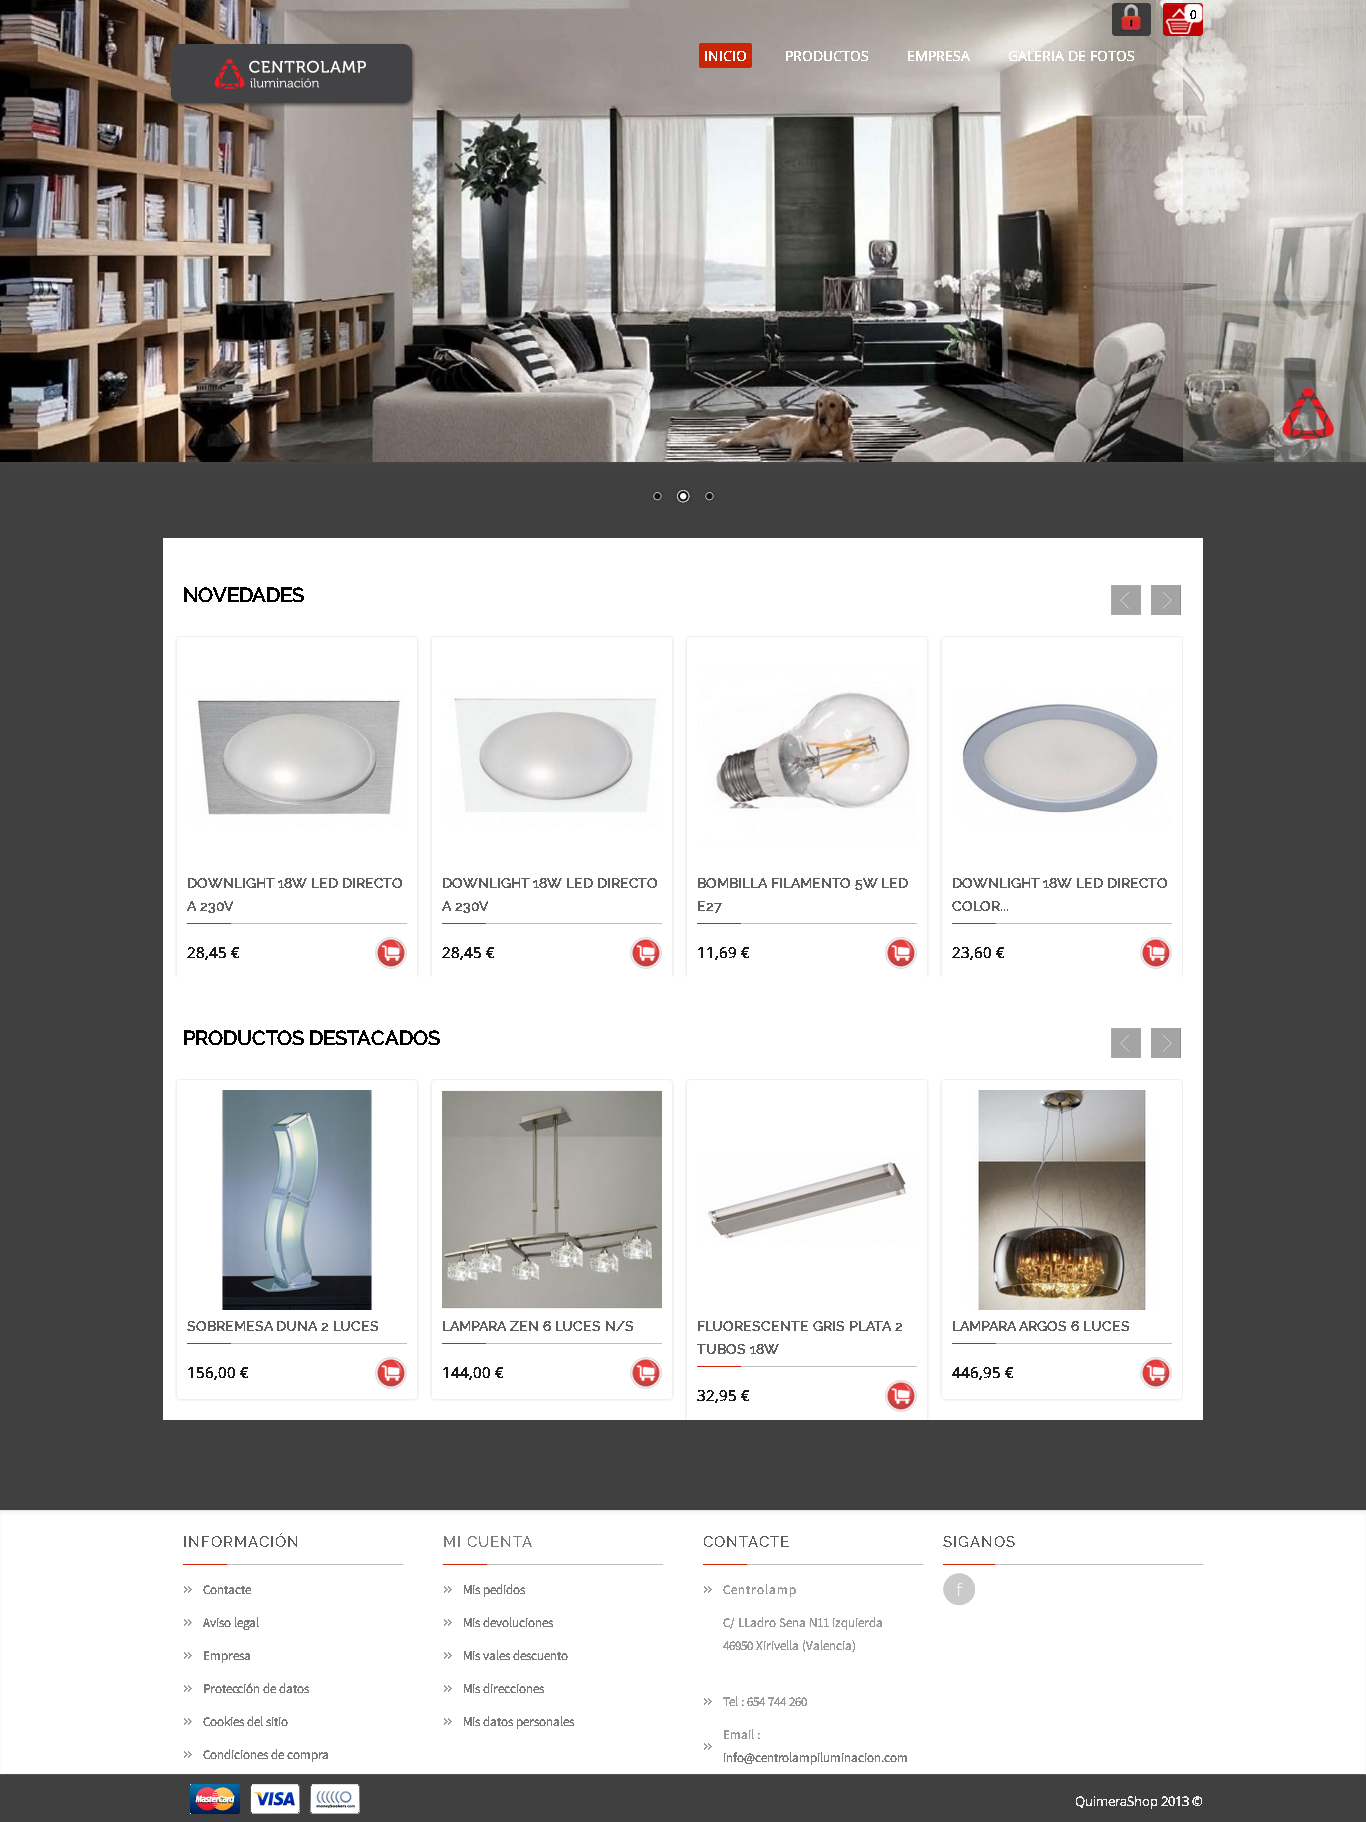 0
CENTROLAMP
iluminación
INICIO
PRODUCTOS
EMPRESA
GALERIA DE FOTOS
NOVEDADES
DOWNLIGHT 18W LED DIRECTO
A 230V
28,45 €
DOWNLIGHT 18W LED DIRECTO
A 230V
28,45 €
BOMBILLA FILAMENTO 5W LED
E27
11,69 €
DOWNLIGHT 18W LED DIRECTO
COLOR...
23,60 €
PRODUCTOS DESTACADOS
SOBREMESA DUNA 2 LUCES
156,00 €
LAMPARA ZEN 6 LUCES N/S
144,00 €
FLUORESCENTE GRIS PLATA 2
TUBOS 18W
32,95 €
LAMPARA ARGOS 6 LUCES
446,95 €
INFORMACIÓN
Contacte
Aviso legal
Empresa
Protección de datos
Cookies del sitio
Condiciones de compra
MI CUENTA
Mis pedidos
Mis devoluciones
Mis vales descuento
Mis direcciones
Mis datos personales
CONTACTE
Centrolamp
C/ LLadro Sena N11 izquierda
46950 Xirivella (Valencia)
Tel : 654 744 260
Email :
info@centrolampiluminacion.com
SIGANOS
f
MasterCard
VISA
moneybookers.com
QuimeraShop 2013 ©